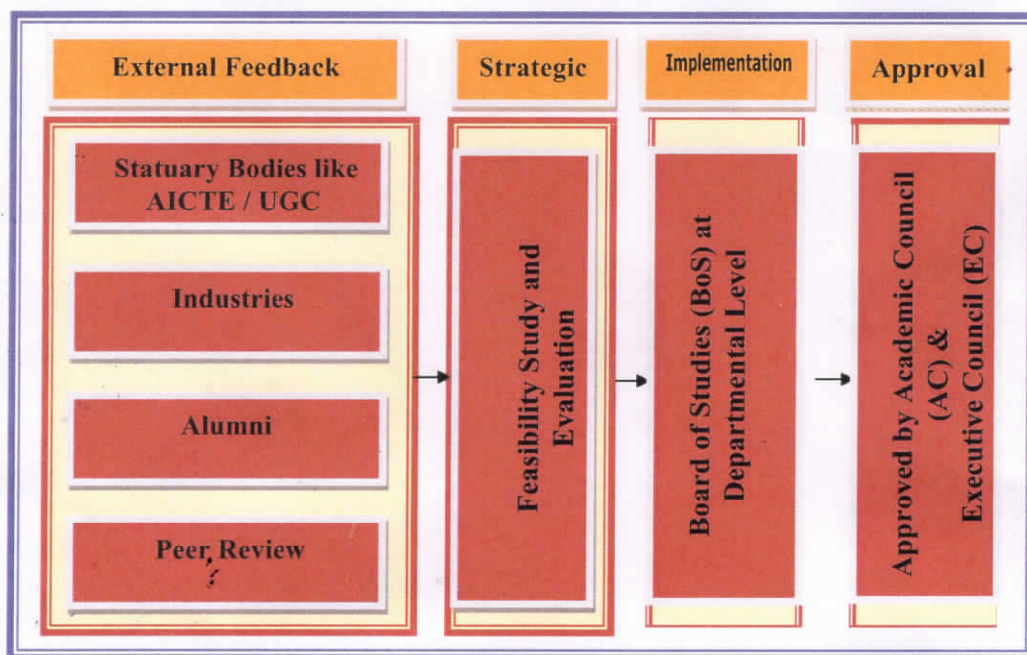 External Feedback
Strategic
Implementation
Approval
Statuary Bodies like
AICTE / UGC
Industries
Alumni
Peer Review
Feasibility Study and
Evaluation
Board of Studies (BoS) at
Departmental Level
Approved by Academic Council
(AC) &
Executive Council (EC)